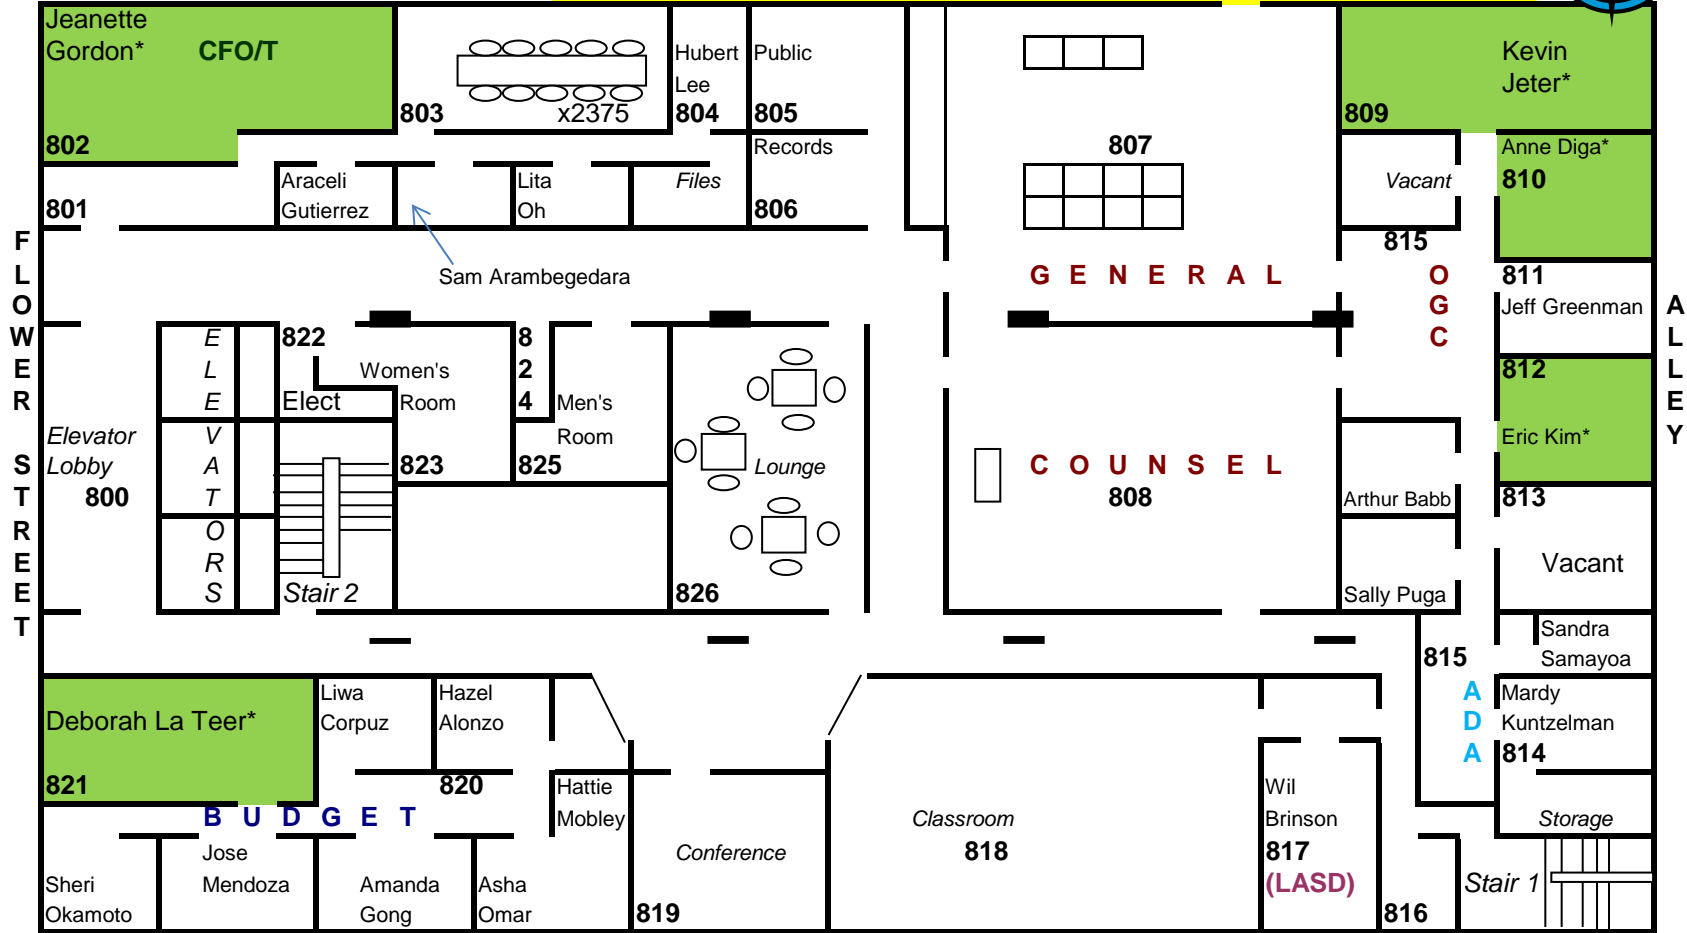 Jeanette
Gordon*
CFO/T
802
803
x2375
Hubert
Lee
804
Public
805
Records
806
807
Kevin
Jeter*
809
Anne Diga*
810
Vacant
815
801
Araceli
Gutierrez
Lita
Oh
Files
Sam Arambegedara
G E N E R A L
O
G
C
811
Jeff Greenman
F
L
O
W
E
R
S
T
R
E
E
T
A
L
L
E
Y
E
L
E
V
A
T
O
R
S
822
Elect
Women's
Room
823
8
2
4
Men's
Room
825
812
Eric Kim*
Elevator
Lobby
800
Lounge
826
C O U N S E L
808
Arthur Babb
813
Vacant
Stair 2
Sally Puga
Sandra
Samayoa
815
A
D
A
Mardy
Kuntzelman
814
Deborah La Teer*
821
Liwa
Corpuz
Hazel
Alonzo
820
B U D G E T
Hattie
Mobley
Conference
819
Classroom
818
Wil
Brinson
817
(LASD)
816
Storage
Stair 1
Sheri
Okamoto
Jose
Mendoza
Amanda
Gong
Asha
Omar